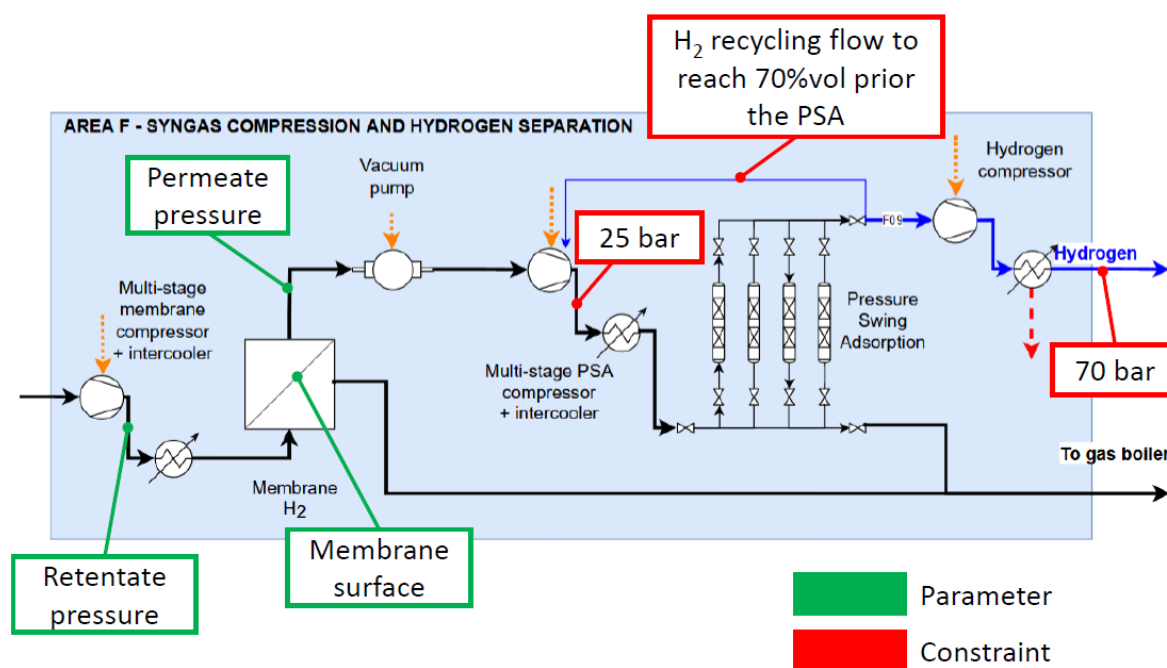 H2 recycling flow to
reach 70%vol prior
the PSA
AREA F - SYNGAS COMPRESSION AND HYDROGEN SEPARATION
Permeate
pressure
Vacuum
pump
Hydrogen
compressor
25 bar
F09
Hydrogen
Multi-stage
membrane
compressor
+ intercooler
Pressure
Swing
Adsorption
Multi-stage PSA
compressor
+ intercooler
70 bar
To gas boiler
Membrane
H2
Retentate
pressure
Membrane
surface
Parameter
Constraint